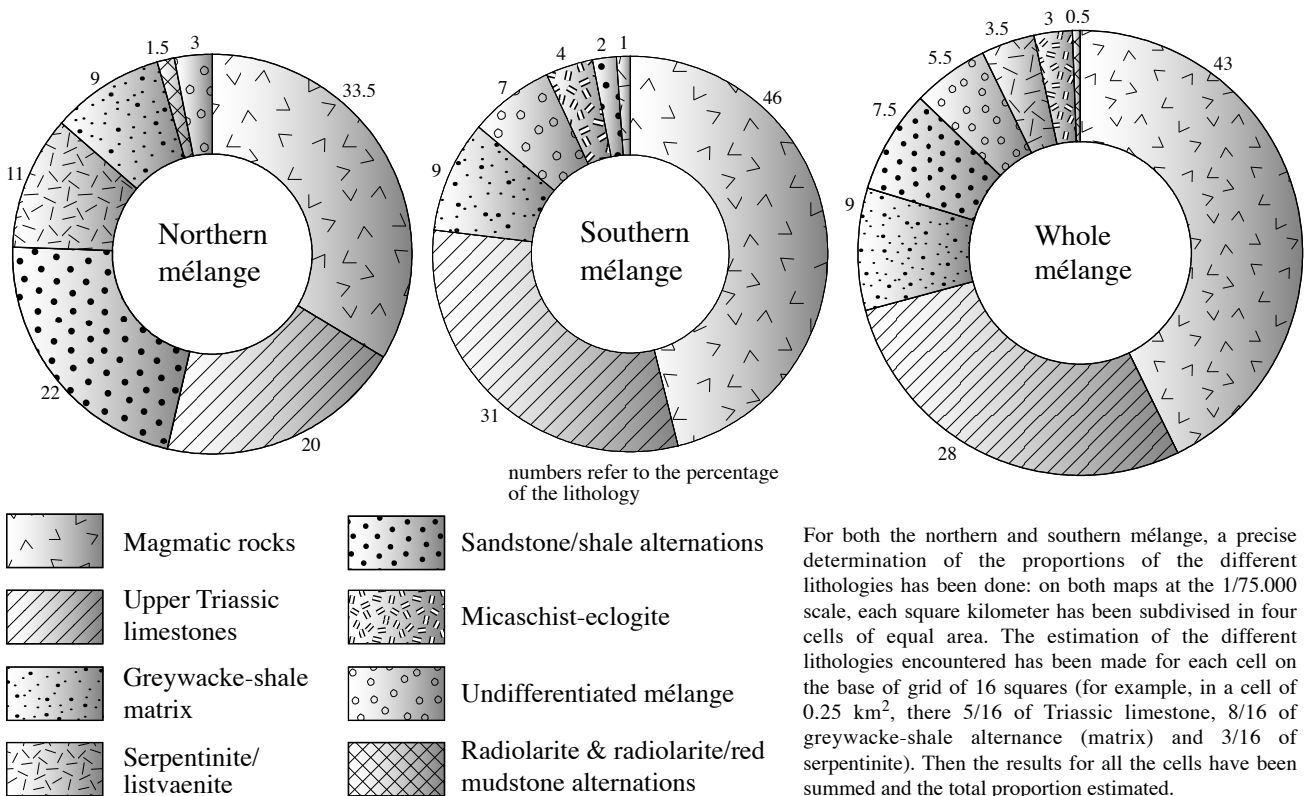 1.5
3
9
33.5
11
22
20
Northern
mélange
4
2
1
7
46
9
31
Southern
mélange
numbers refer to the percentage
of the lithology
3.5
3
0.5
5.5
43
7.5
9
28
Whole
mélange
Magmatic rocks
Upper Triassic
limestones
Greywacke-shale
matrix
Serpentinite/
listvaenite
Sandstone/shale alternations
Micaschist-eclogite
Undifferentiated mélange
Radiolarite & radiolarite/red
mudstone alternations
For both the northern and southern mélange, a precise
determination of the proportions of the different
lithologies has been done: on both maps at the 1/75.000
scale, each square kilometer has been subdivised in four
cells of equal area. The estimation of the different
lithologies encountered has been made for each cell on
the base of grid of 16 squares (for example, in a cell of
0.25 km², there 5/16 of Triassic limestone, 8/16 of
greywacke-shale alternance (matrix) and 3/16 of
serpentinite). Then the results for all the cells have been
summed and the total proportion estimated.